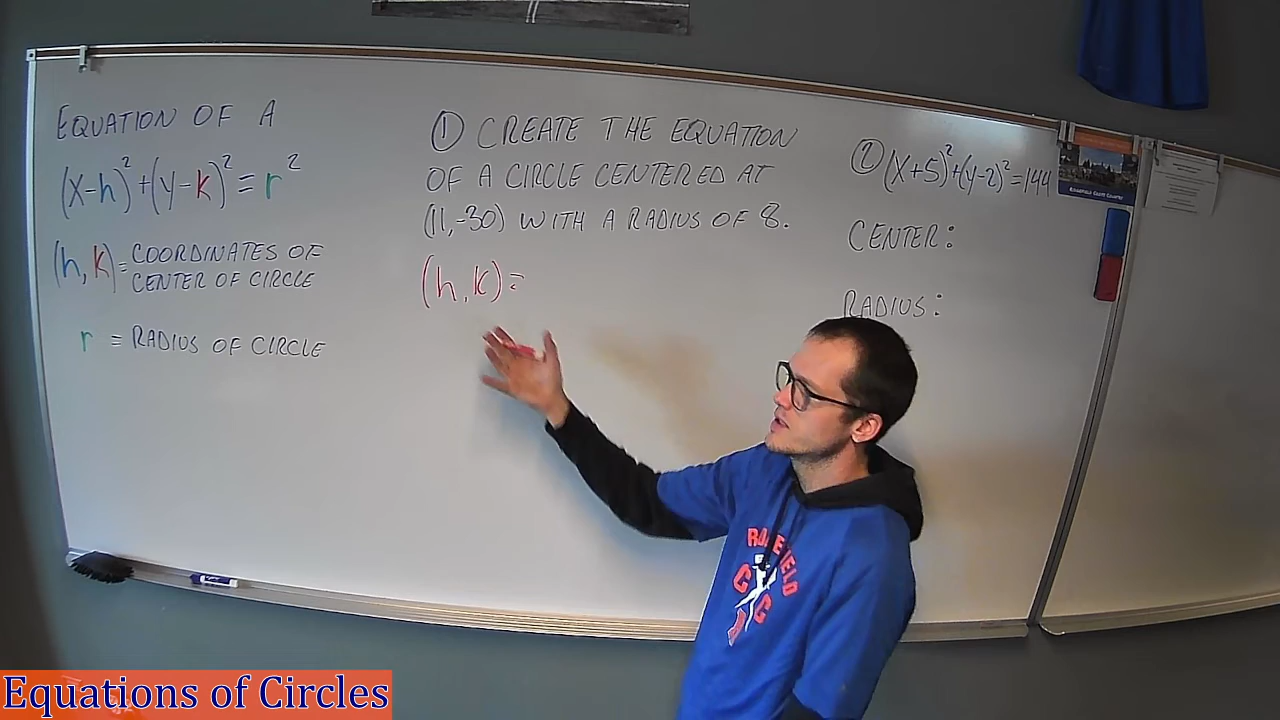 EQUATION OF A
(x-h)²+(y-k)²=r²
(h,k)= COORDINATES OF
CENTER OF CIRCLE
r = RADIUS OF CIRCLE
① CREATE THE EQUATION
OF A CIRCLE CENTERED AT
(11,-30) WITH A RADIUS OF 8.
(h,k)=
② (x+5)²+(y-2)²=144
CENTER:
RADIUS:
C
C
Equations of Circles